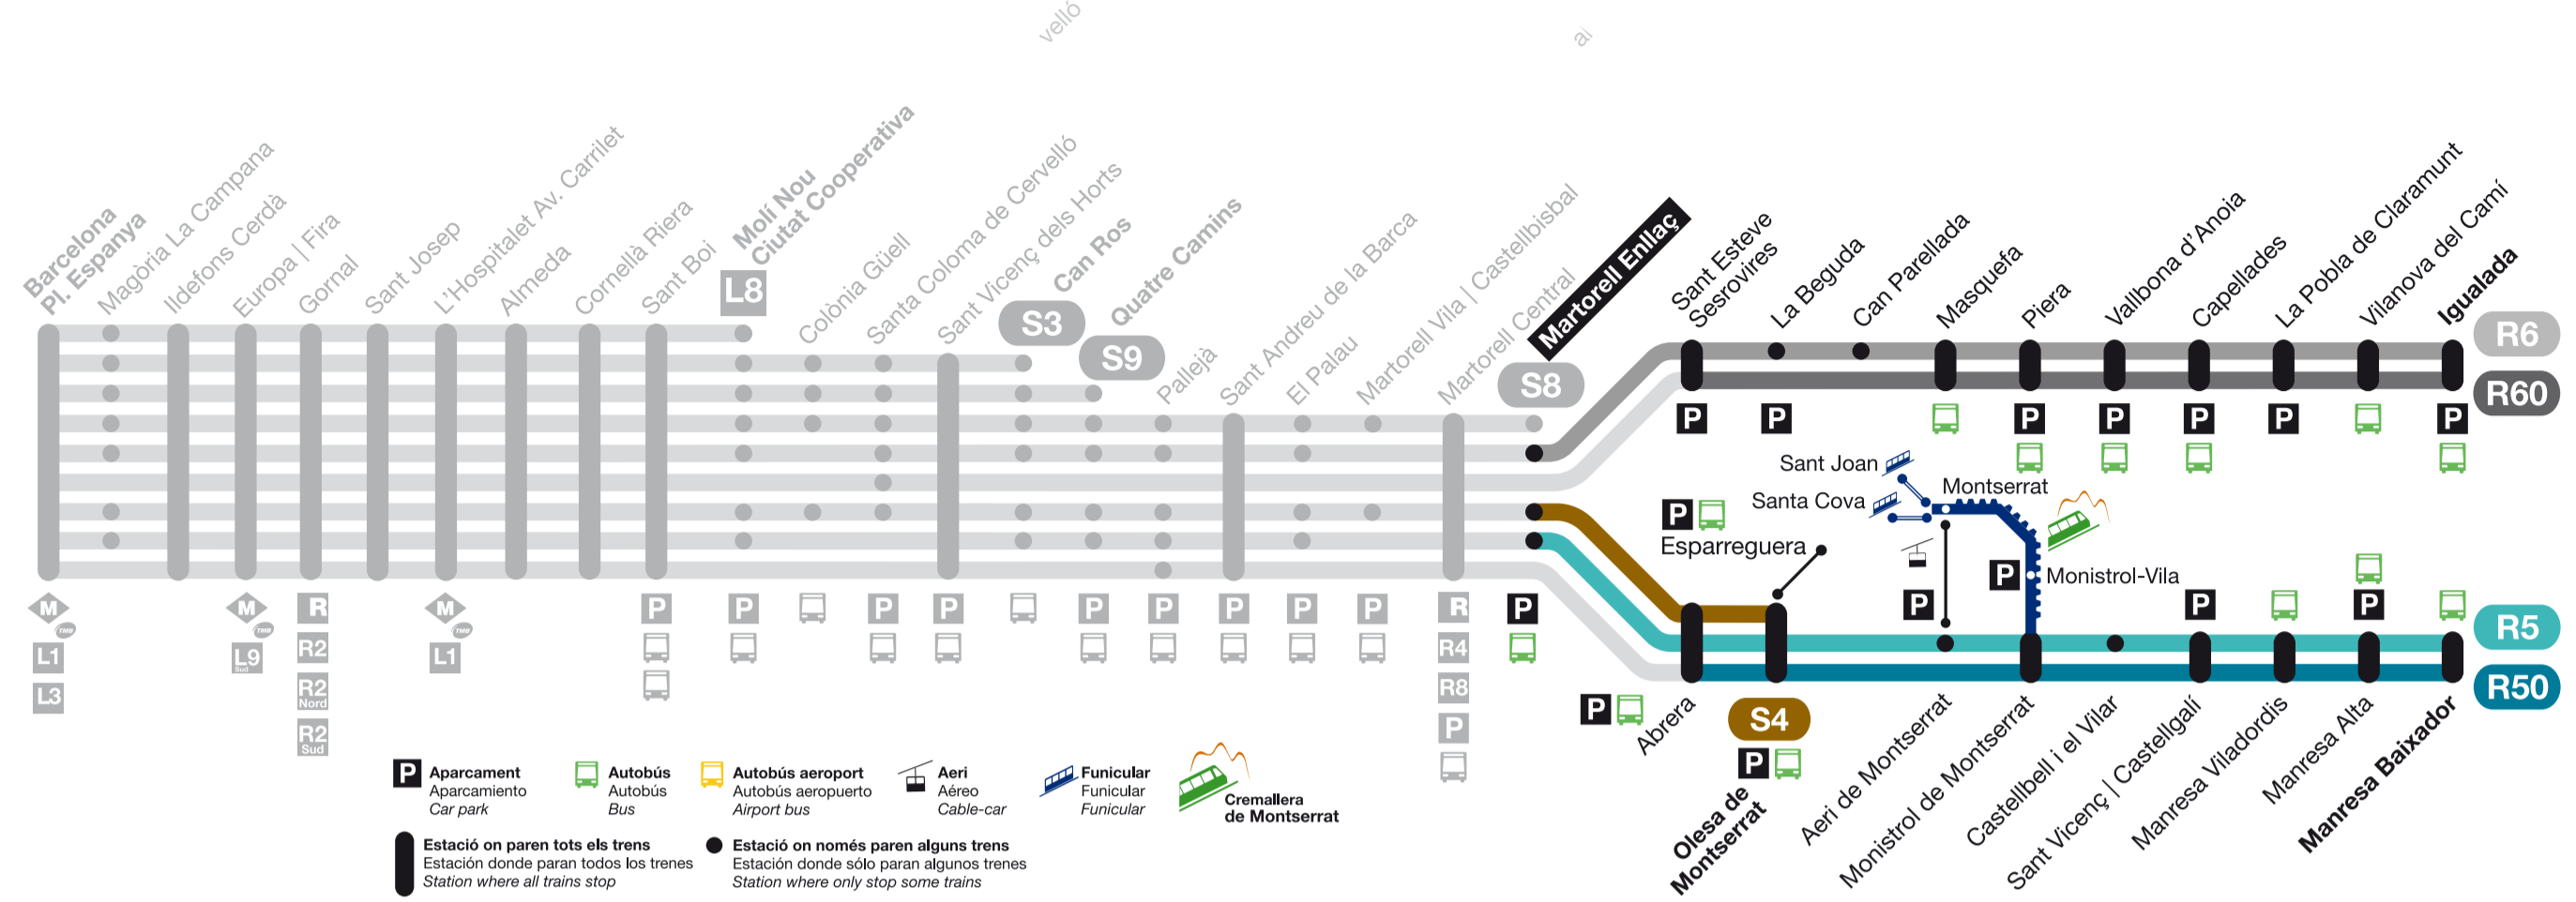 velló
ai
Barcelona
Pl. Espanya
Magòria La Campana
Ildefons Cerdà
Europa | Fira
Gornal
Sant Josep
L'Hospitalet Av. Carrilet
Almeda
Cornellà Riera
Sant Boi
Molí Nou
Ciutat Cooperativa
L8
Colònia Güell
Santa Coloma de Cervelló
Sant Vicenç dels Horts
Can Ros
S3
Quatre Camins
S9
Pallejà
Sant Andreu de la Barca
El Palau
Martorell Vila | Castellbisbal
Martorell Central
Martorell Enllaç
S8
Sant Esteve
Sesrovires
La Beguda
Can Parellada
Masquefa
Piera
Vallbona d'Anoia
Capellades
La Pobla de Claramunt
Vilanova del Camí
Igualada
R6
R60
P
P
P
P
P
P
P
Sant Joan
Santa Cova
Montserrat
P
Esparreguera
P
P
Monistrol-Vila
P
P
R5
R50
M
TMB
L1
L3
M
TMB
L9
Sud
R
R2
R2
Nord
R2
Sud
M
TMB
L1
P
P
P
P
P
P
P
P
P
R
R4
R8
P
P
P
Abrera
S4
P
Olesa de
Montserrat
Aeri de Montserrat
Monistrol de Montserrat
Castellbell i el Vilar
Sant Vicenç | Castellgalí
Manresa Viladordis
Manresa Alta
Manresa Baixador
P
Aparcament
Aparcamiento
Car park
Autobús
Autobús
Bus
Autobús aeroport
Autobús aeropuerto
Airport bus
Aeri
Aéreo
Cable-car
Funicular
Funicular
Funicular
Cremallera
de Montserrat
Estació on paren tots els trens
Estación donde paran todos los trenes
Station where all trains stop
Estació on només paren alguns trens
Estación donde sólo paran algunos trenes
Station where only stop some trains